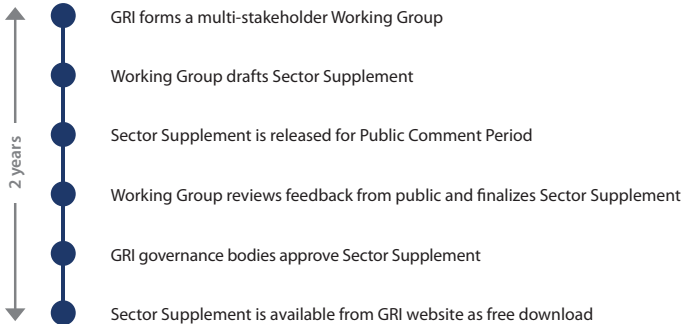 GRI forms a multi-stakeholder Working Group
Working Group drafts Sector Supplement
Sector Supplement is released for Public Comment Period
2 years
Working Group reviews feedback from public and finalizes Sector Supplement
GRI governance bodies approve Sector Supplement
Sector Supplement is available from GRI website as free download